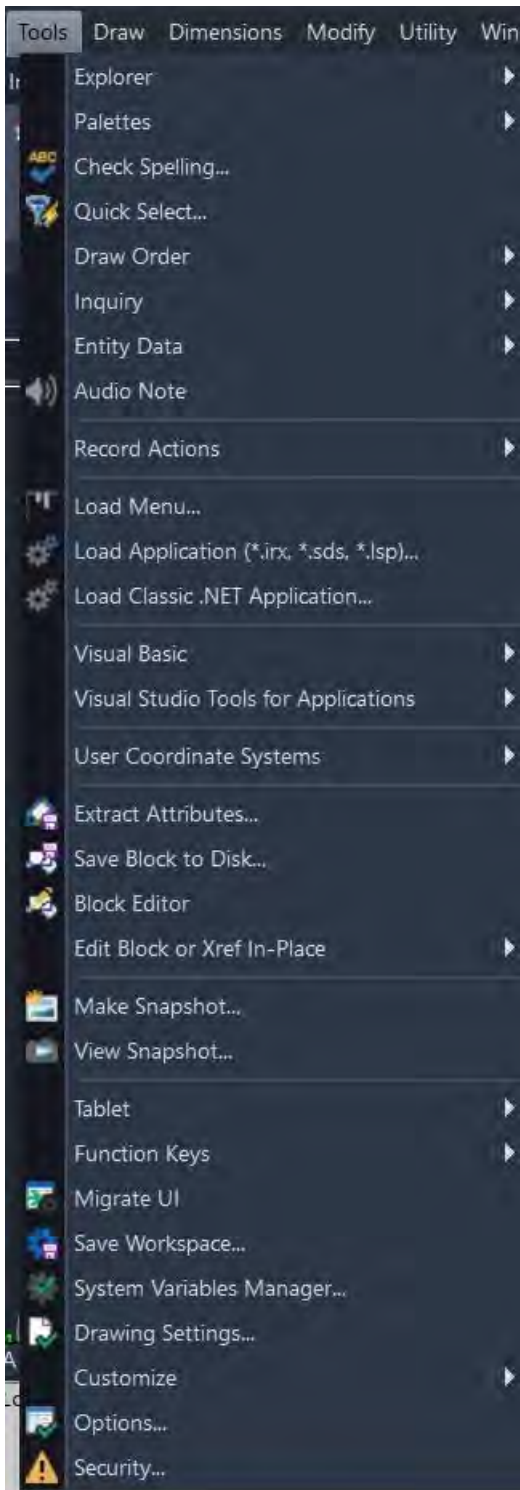 Tools Draw Dimensions Modify Utility Win
Explorer
Palettes
ABC
Check Spelling...
Quick Select...
Draw Order
Inquiry
Entity Data
Audio Note
Record Actions
Load Menu...
Load Application (*.irx, *.sds, *.lsp)...
Load Classic .NET Application...
Visual Basic
Visual Studio Tools for Applications
User Coordinate Systems
Extract Attributes...
Save Block to Disk...
Block Editor
Edit Block or Xref In-Place
Make Snapshot...
View Snapshot...
Tablet
Function Keys
Migrate UI
Save Workspace...
System Variables Manager...
Drawing Settings...
Customize
Options...
Security...